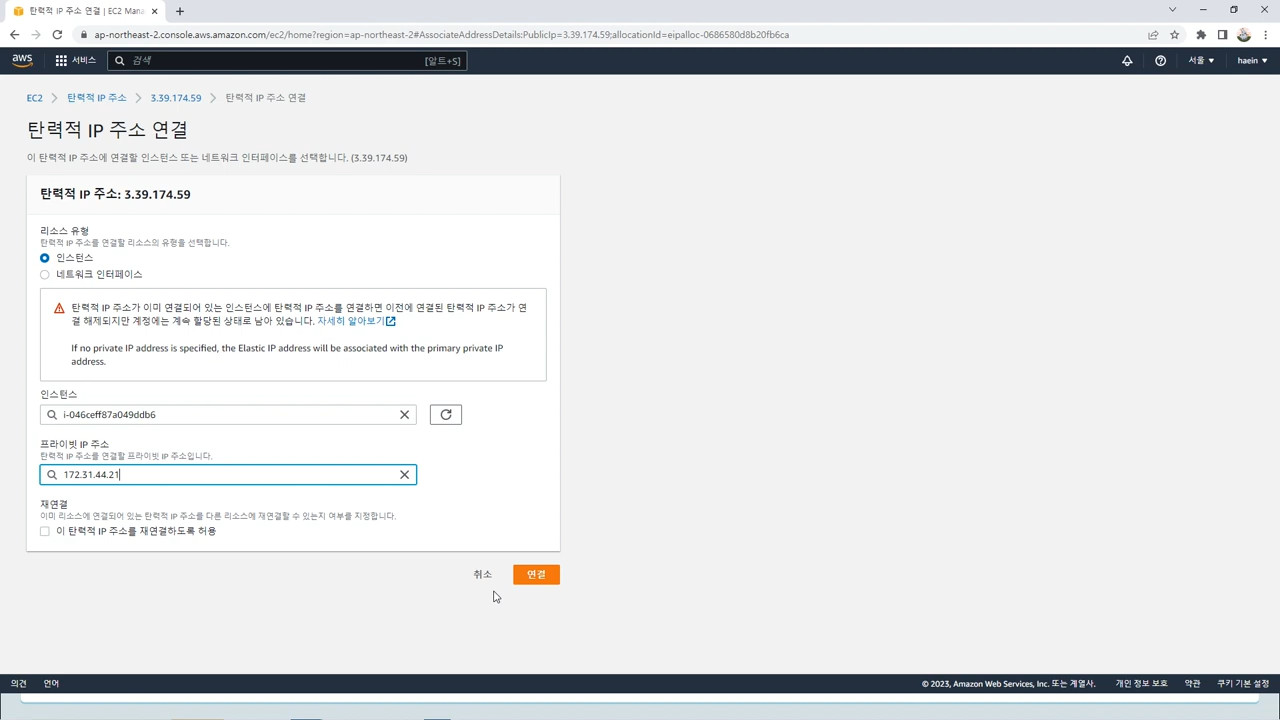 탄력적 IP 주소 연결 | EC2 Mana
ap-northeast-2.console.aws.amazon.com/ec2/home?region=ap-northeast-2#AssociateAddressDetails:PublicIp=3.39.174.59;allocationId=eipalloc-0686580d8b20fb6ca
aws 서비스 검색 [알트+S] 서울 haein
EC2 탄력적 IP 주소 3.39.174.59 탄력적 IP 주소 연결
탄력적 IP 주소 연결
이 탄력적 IP 주소에 연결할 인스턴스 또는 네트워크 인터페이스를 선택합니다. (3.39.174.59)
탄력적 IP 주소: 3.39.174.59
리소스 유형
탄력적 IP 주소를 연결할 리소스의 유형을 선택합니다.
인스턴스
네트워크 인터페이스
탄력적 IP 주소가 이미 연결되어 있는 인스턴스에 탄력적 IP 주소를 연결하면 이전에 연결된 탄력적 IP 주소가 연
결 해제되지만 계정에는 계속 할당된 상태로 남아 있습니다. 자세히 알아보기
If no private IP address is specified, the Elastic IP address will be associated with the primary private IP
address.
인스턴스
i-046ceff87a049ddb6
프라이빗 IP 주소
탄력적 IP 주소를 연결할 프라이빗 IP 주소입니다.
172.31.44.21
재연결
이미 리소스에 연결되어 있는 탄력적 IP 주소를 다른 리소스에 재연결할 수 있는지 여부를 지정합니다.
이 탄력적 IP 주소를 재연결하도록 허용
취소 연결
의견 언어 © 2023, Amazon Web Services, Inc. 또는 계열사. 개인 정보 보호 약관 쿠키 기본 설정